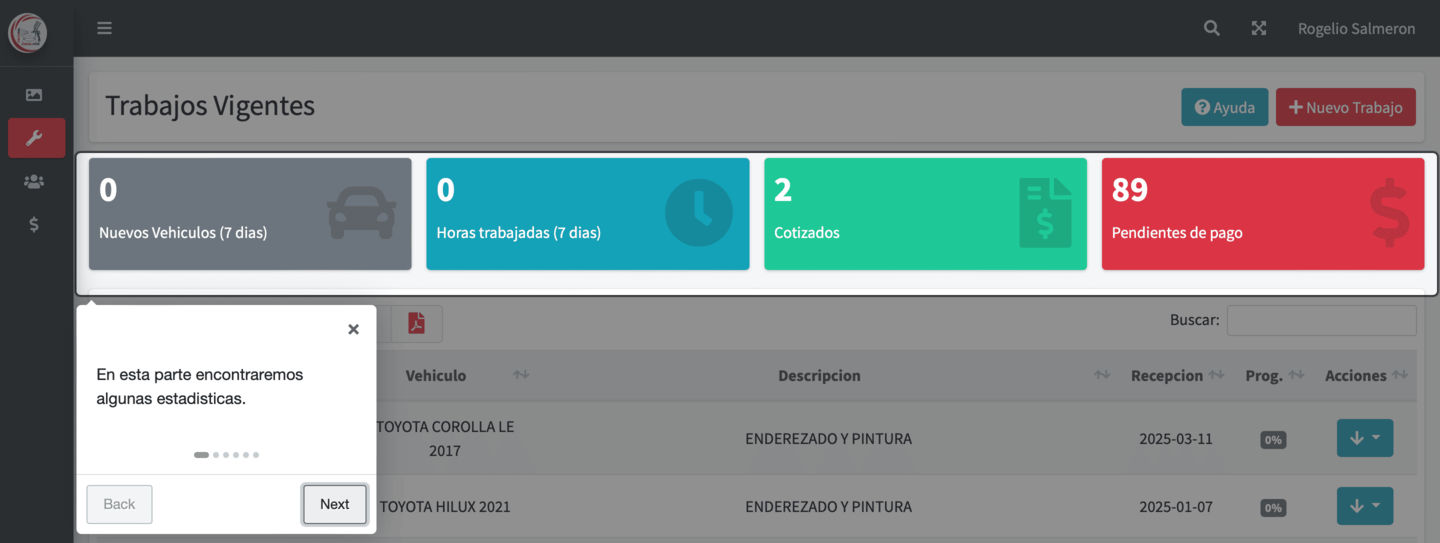 Rogelio Salmeron
Trabajos Vigentes
Ayuda
Nuevo Trabajo
0
Nuevos Vehiculos (7 dias)
0
Horas trabajadas (7 dias)
2
Cotizados
89
Pendientes de pago
Buscar:
×
En esta parte encontraremos
algunas estadisticas.
Back
Next
Vehiculo
Descripcion
Recepcion
Prog.
Acciones
TOYOTA COROLLA LE
2017
ENDEREZADO Y PINTURA
2025-03-11
0%
TOYOTA HILUX 2021
ENDEREZADO Y PINTURA
2025-01-07
0%